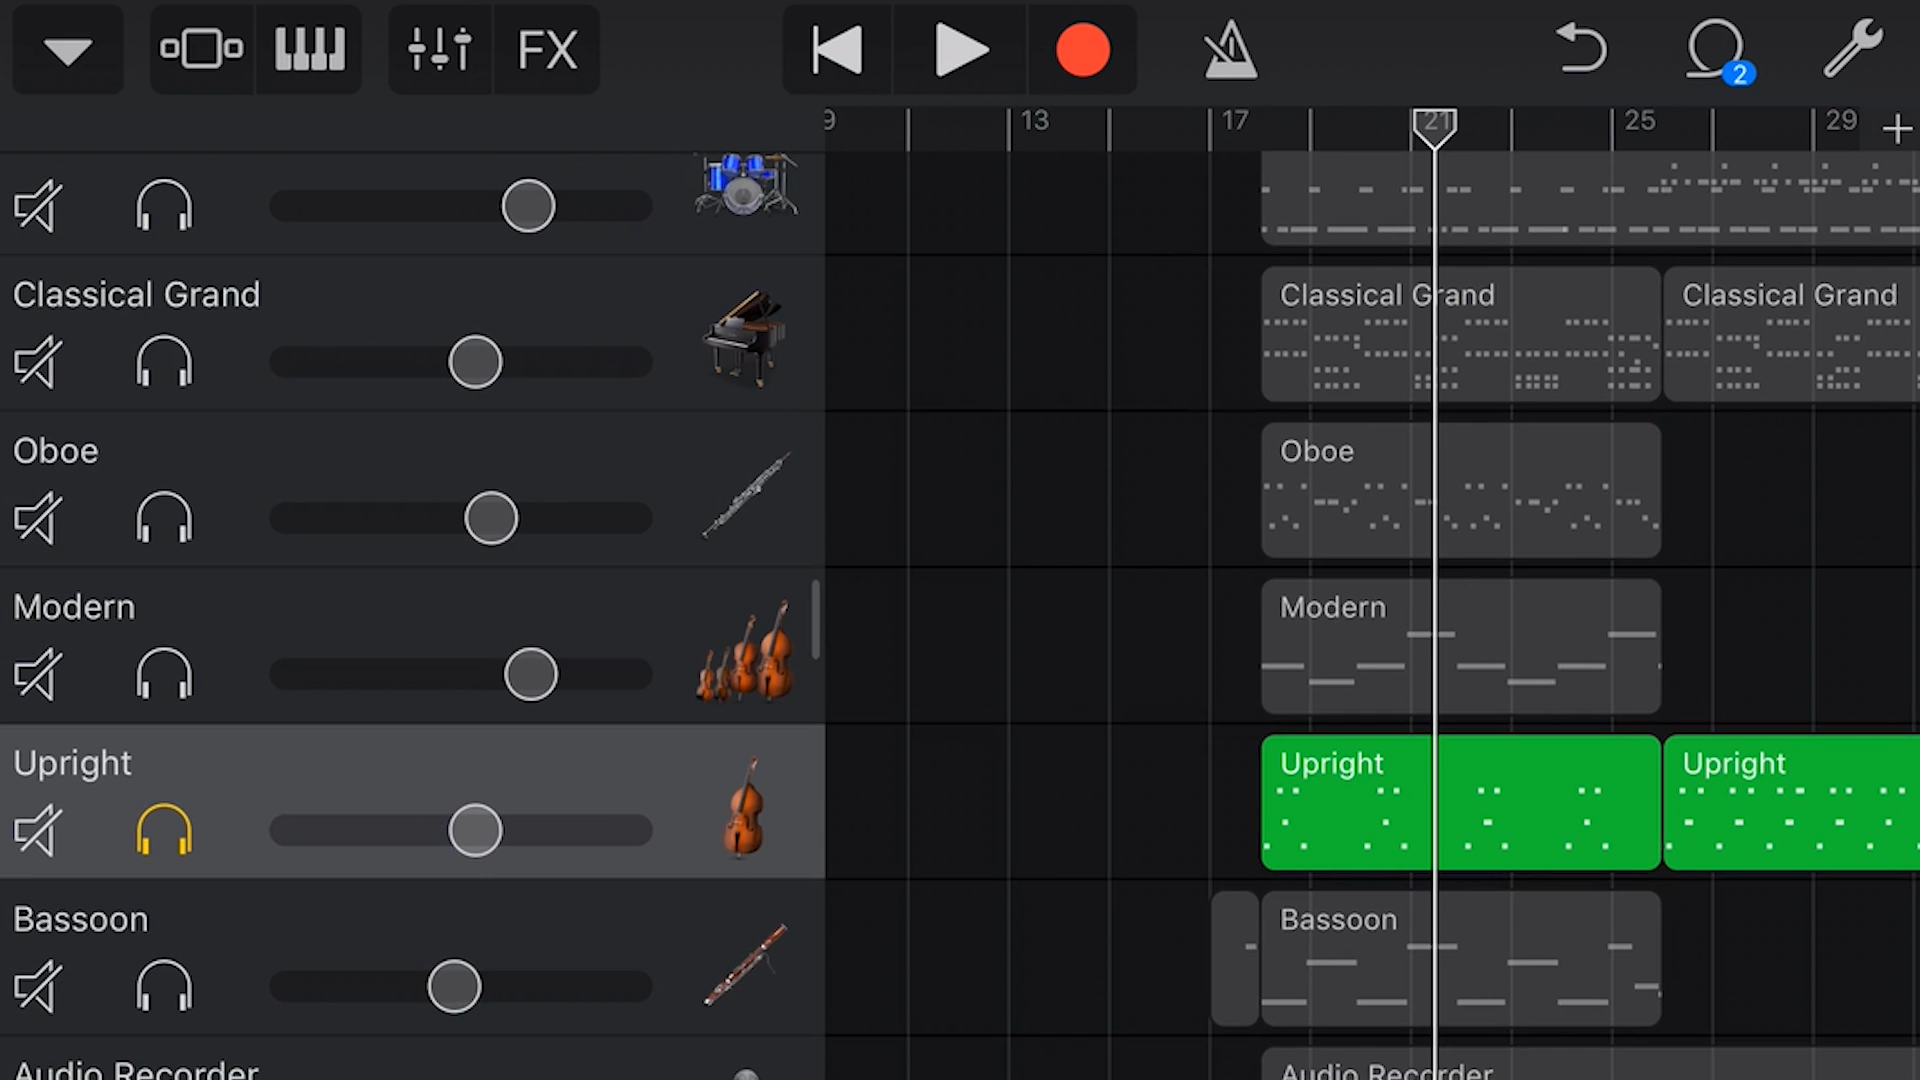 FX
2
9 13 17 21 25 29
Classical Grand
Classical Grand
Classical Grand
Oboe
Oboe
Modern
Modern
Upright
Upright
Upright
Bassoon
Bassoon
Audio Recorder
Audio Recorder